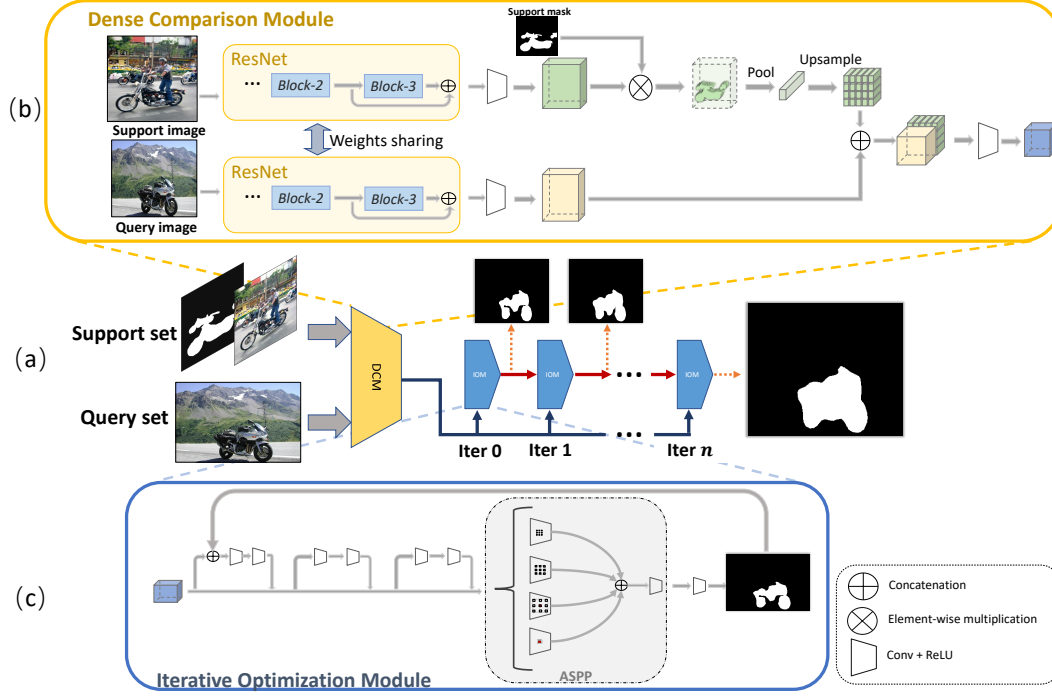 Dense Comparison Module
Support mask
ResNet
... Block-2 Block-3
Pool
Upsample
Support image
(b)
Weights sharing
ResNet
... Block-2 Block-3
Query image
Support set
(a)
DCM
IOM
IOM
...
IOM
Query set
...
Iter 0
Iter 1
Iter n
(c)
ASPP
Iterative Optimization Module
Concatenation
Element-wise multiplication
Conv + ReLU